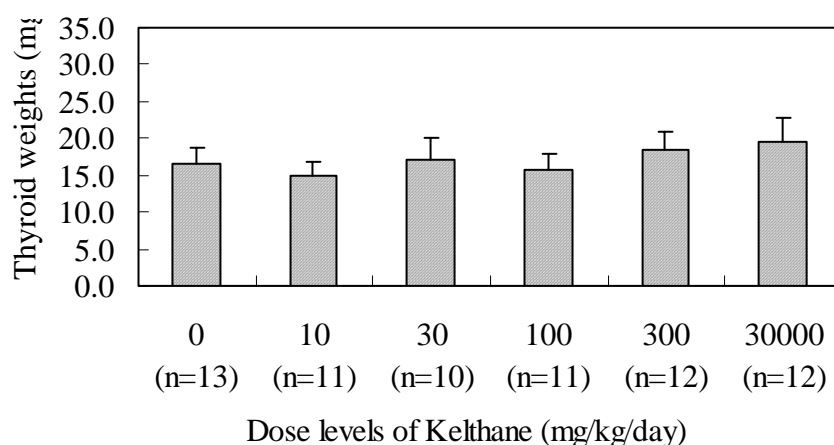 Thyroid weights (mg
35.0
30.0
25.0
20.0
15.0
10.0
5.0
0.0
0 10 30 100 300 30000
(n=13) (n=11) (n=10) (n=11) (n=12) (n=12)
Dose levels of Kelthane (mg/kg/day)